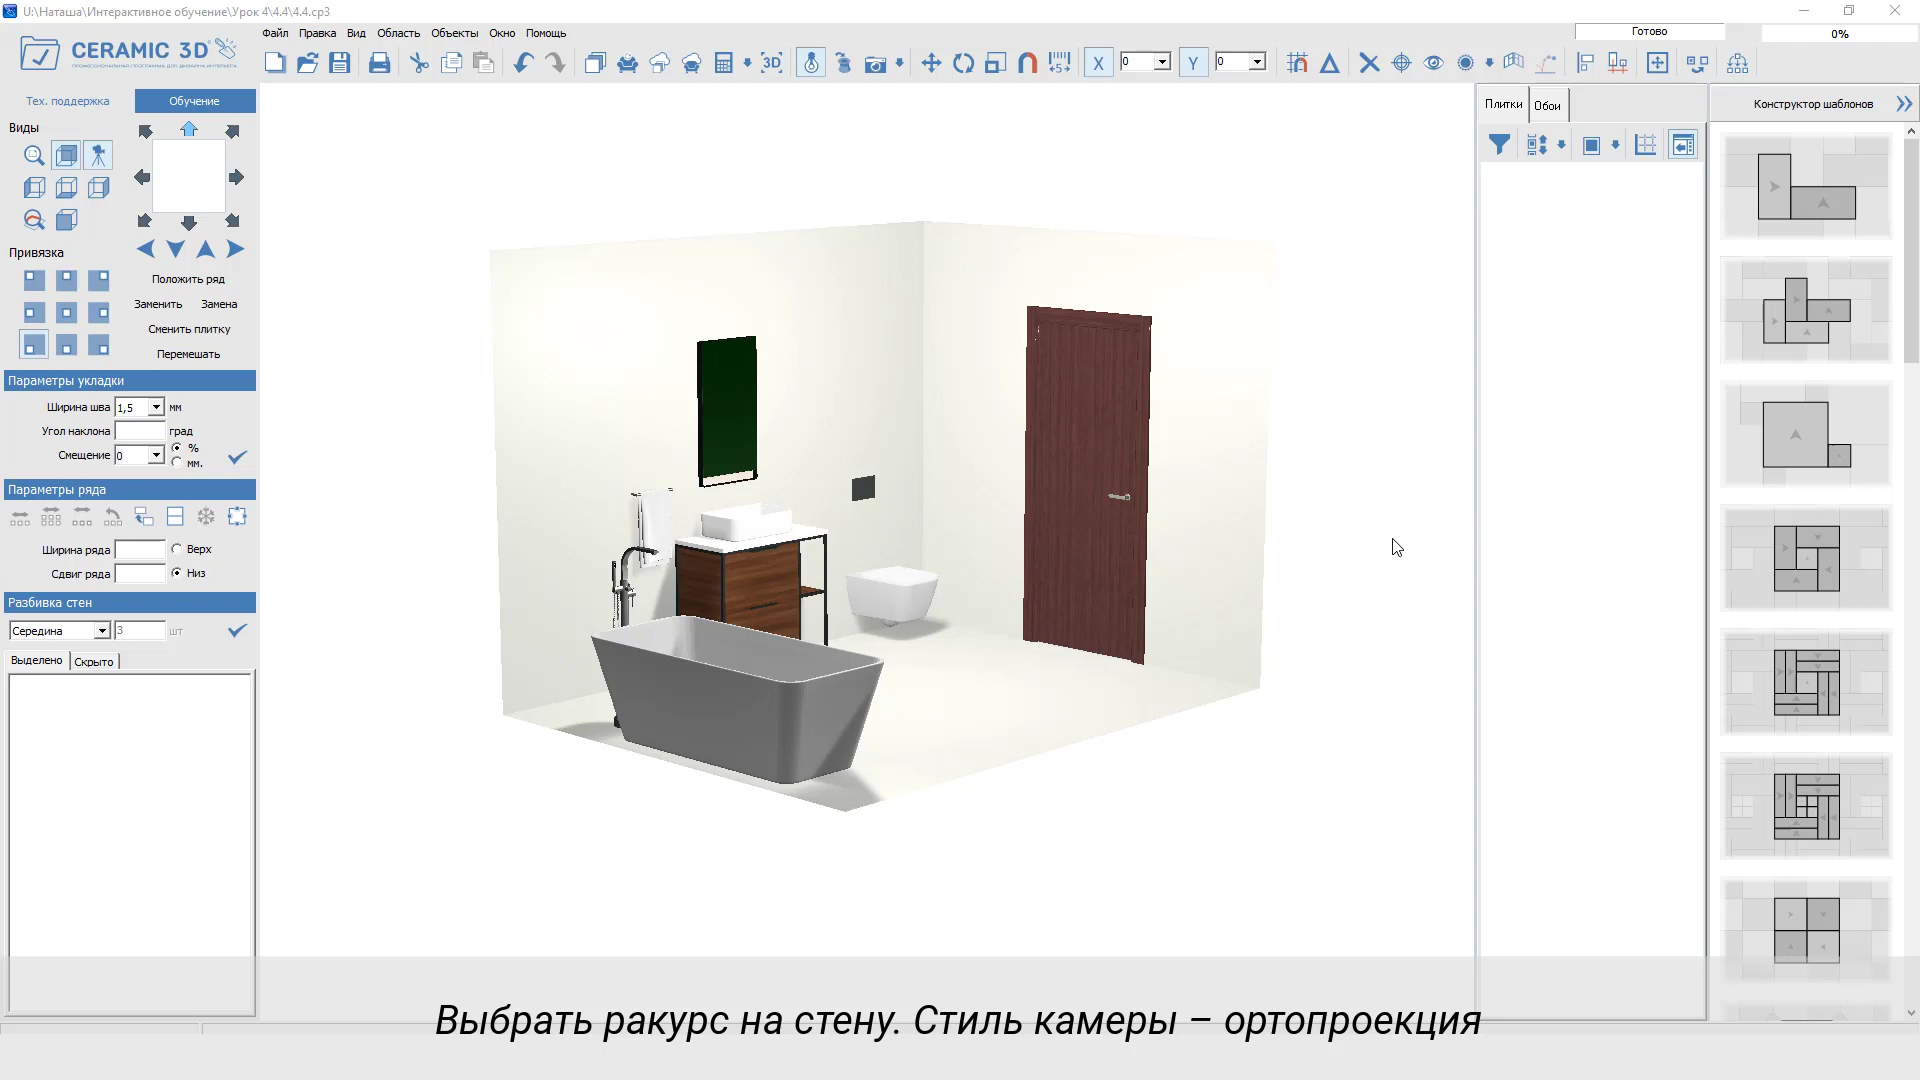 U:\Наташа\Интерактивное обучение\Урок 4\4.4\4.4.cp3
CERAMIC 3D
Файл Правка Вид Область Объекты Окно Помощь
Готово
0%
3D
X 0 Y 0
Тех. поддержка
Обучение
Виды
Привязка
Положить ряд
Заменить Замена
Сменить плитку
Перемешать
Параметры укладки
Ширина шва 1,5 мм
Угол наклона град
Смещение 0 %
мм.
Параметры ряда
Ширина ряда Верх
Сдвиг ряда Низ
Разбивка стен
Середина 3 шт
Выделено Скрыто
Плитки Обои
Конструктор шаблонов
Выбрать ракурс на стену. Стиль камеры – ортопроекция